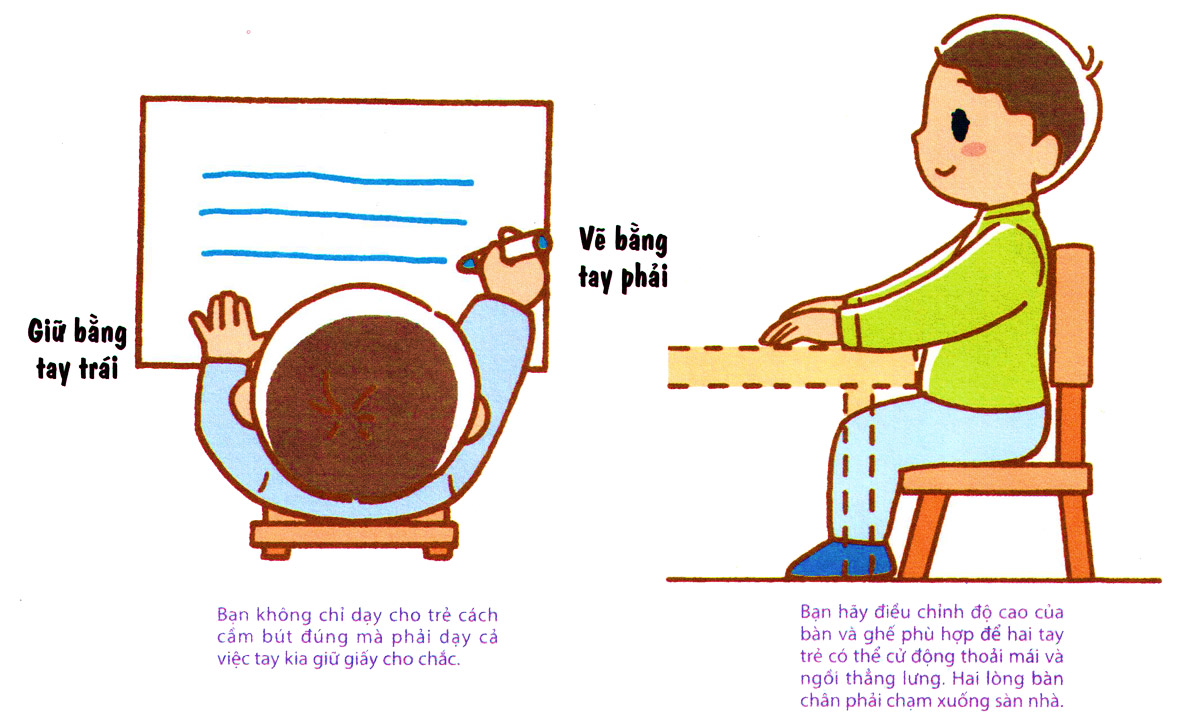 Giữ bằng
tay trái
Vẽ bằng
tay phải
Bạn không chỉ dạy cho trẻ cách
cầm bút đúng mà phải dạy cả
việc tay kia giữ giấy cho chắc.
Bạn hãy điều chỉnh độ cao của
bàn và ghế phù hợp để hai tay
trẻ có thể cử động thoải mái và
ngồi thẳng lưng. Hai lòng bàn
chân phải chạm xuống sàn nhà.